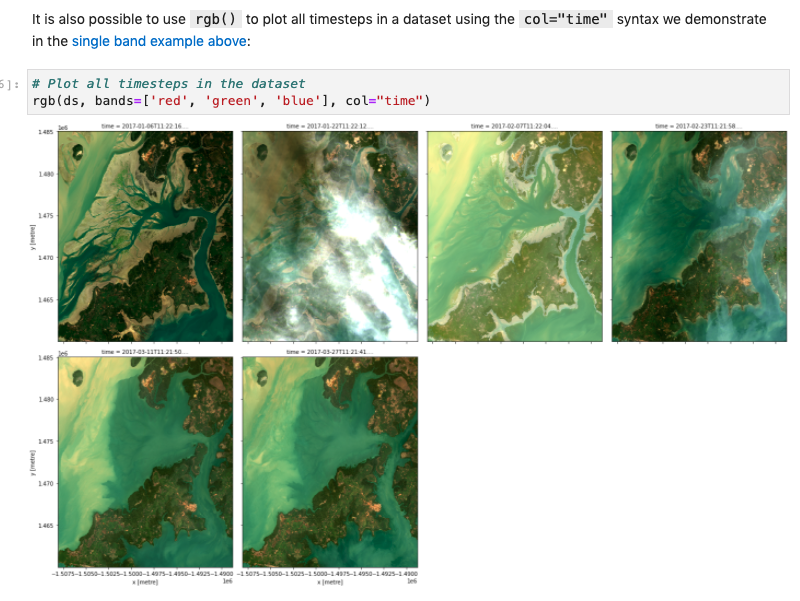 It is also possible to use rgb() to plot all timesteps in a dataset using the col="time" syntax we demonstrate
in the single band example above:
5]:
# Plot all timesteps in the dataset
rgb(ds, bands=['red', 'green', 'blue'], col="time")
1e6
time = 2017-01-06T11:22:16...
time = 2017-01-22T11:22:12...
time = 2017-02-07T11:22:04...
time = 2017-02-23T11:21:58...
1.485
1.480
1.475
1.470
1.465
y [metre]
1e6
time = 2017-03-11T11:21:50...
time = 2017-03-27T11:21:41...
1.485
1.480
1.475
1.470
1.465
y [metre]
−1.5075−1.5050−1.5025−1.5000−1.4975−1.4950−1.4925−1.4900
x [metre]
1e6
−1.5075−1.5050−1.5025−1.5000−1.4975−1.4950−1.4925−1.4900
x [metre]
1e6